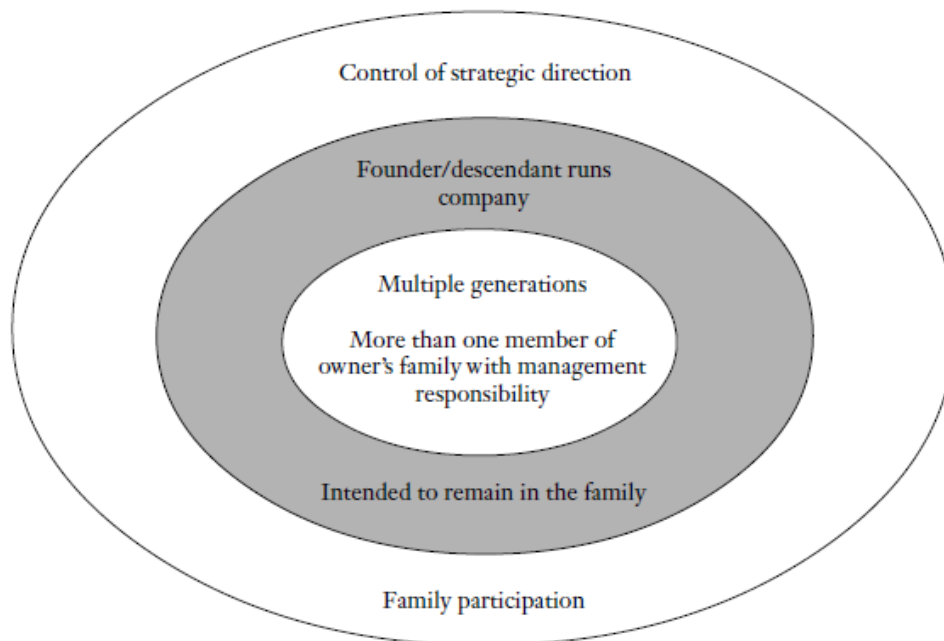 Control of strategic direction
Founder/descendant runs
company
Multiple generations
More than one member of
owner's family with management
responsibility
Intended to remain in the family
Family participation